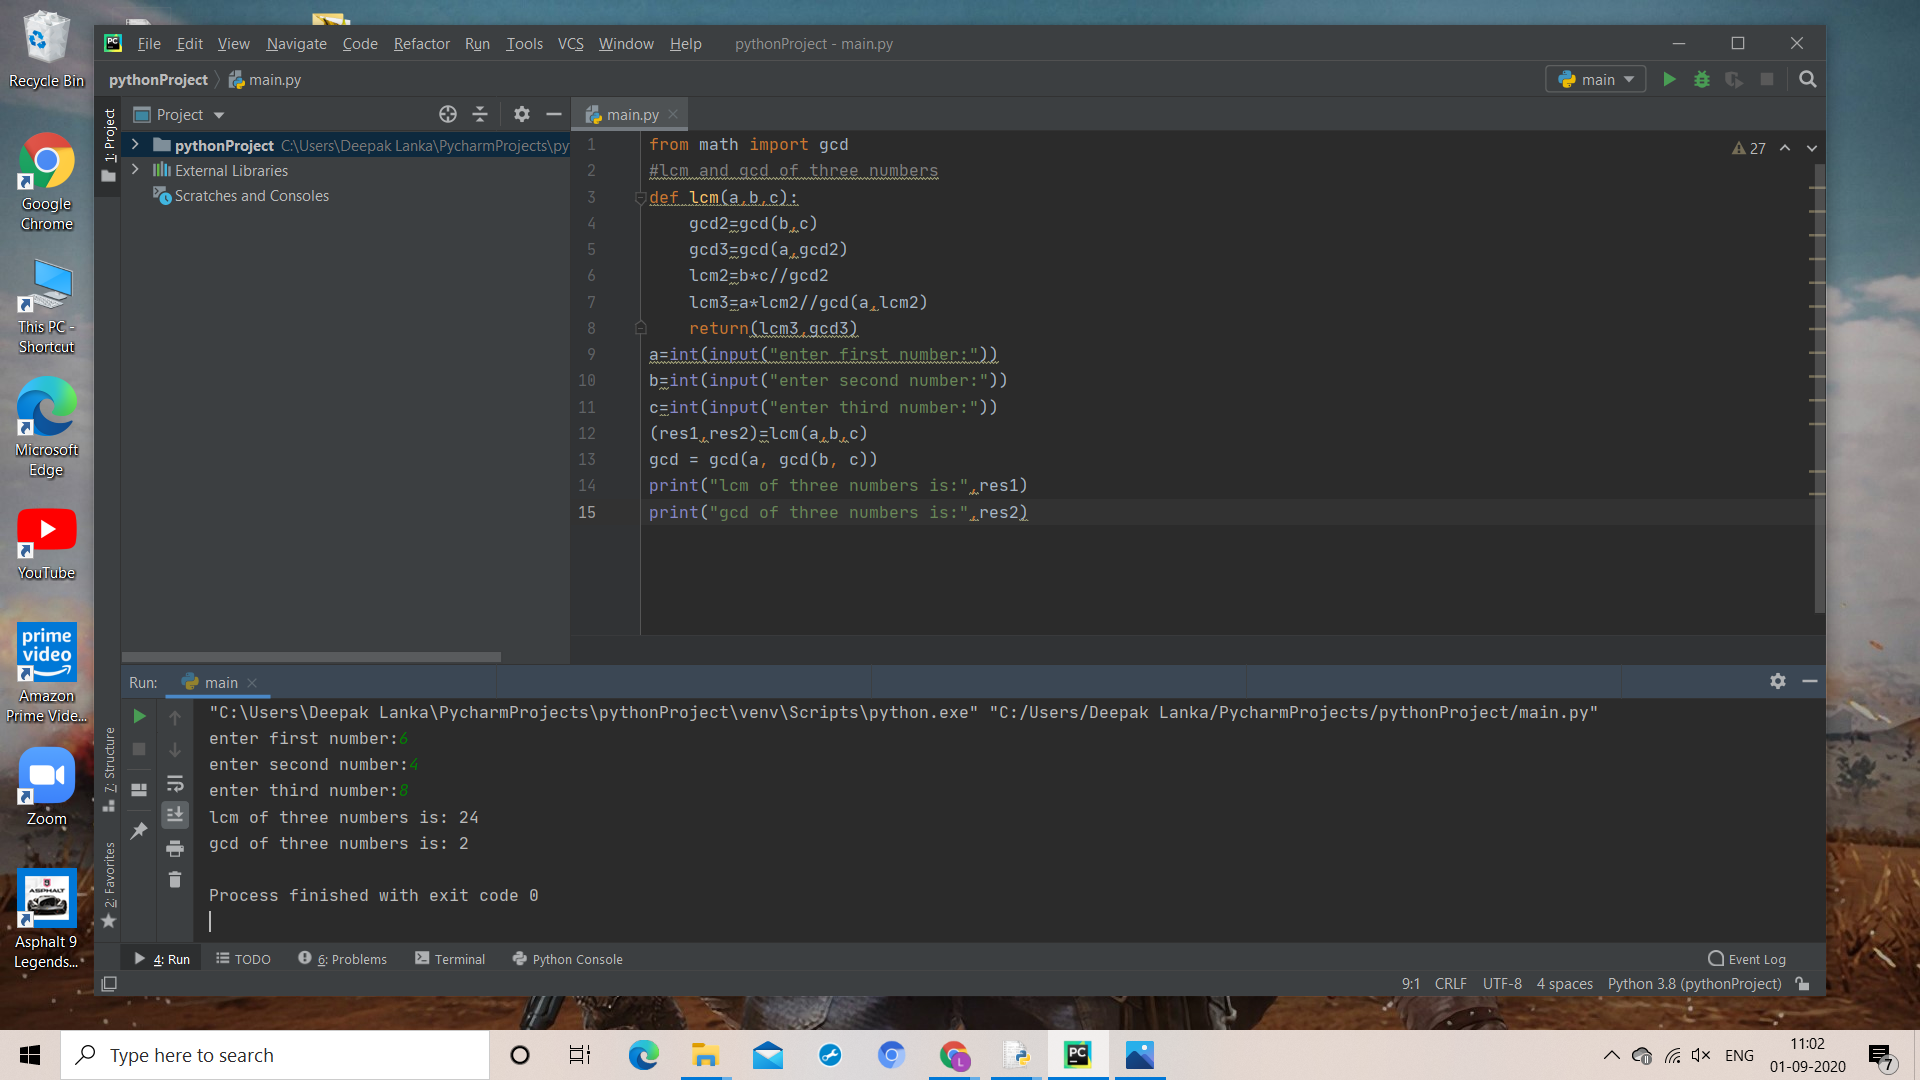 Recycle Bin
Google
Chrome
This PC -
Shortcut
Microsoft
Edge
YouTube
prime
video
Amazon
Prime Vide...
Zoom
ASPHALT
Asphalt 9
Legends...
PC
File Edit View Navigate Code Refactor Run Tools VCS Window Help pythonProject - main.py
pythonProject main.py
main
1: Project
Project
main.py
pythonProject C:\Users\Deepak Lanka\PycharmProjects\py
External Libraries
Scratches and Consoles
27
1 from math import gcd
2 #lcm and gcd of three numbers
3 def lcm(a,b,c):
4     gcd2=gcd(b,c)
5     gcd3=gcd(a,gcd2)
6     lcm2=b*c//gcd2
7     lcm3=a*lcm2//gcd(a,lcm2)
8     return(lcm3,gcd3)
9 a=int(input("enter first number:"))
10 b=int(input("enter second number:"))
11 c=int(input("enter third number:"))
12 (res1,res2)=lcm(a,b,c)
13 gcd = gcd(a, gcd(b, c))
14 print("lcm of three numbers is:",res1)
15 print("gcd of three numbers is:",res2)
Run: main
7: Structure
2: Favorites
"C:\Users\Deepak Lanka\PycharmProjects\pythonProject\venv\Scripts\python.exe" "C:/Users/Deepak Lanka/PycharmProjects/pythonProject/main.py"
enter first number:6
enter second number:4
enter third number:8
lcm of three numbers is: 24
gcd of three numbers is: 2
Process finished with exit code 0
4: Run TODO 6: Problems Terminal Python Console Event Log
9:1 CRLF UTF-8 4 spaces Python 3.8 (pythonProject)
Type here to search
L
PC
ENG
11:02
01-09-2020
7